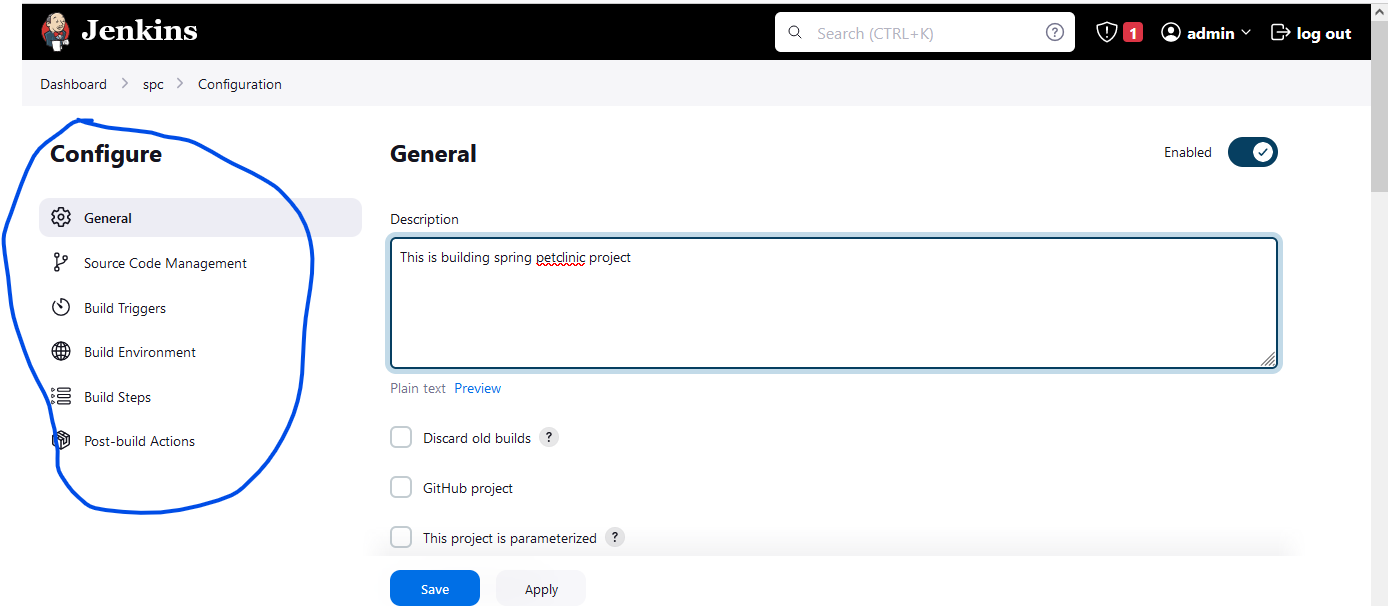 Jenkins
Search (CTRL+K)
?
1
admin
log out
Dashboard > spc > Configuration
Configure
General
Source Code Management
Build Triggers
Build Environment
Build Steps
Post-build Actions
General
Enabled
Description
This is building spring petclinic project
Plain text Preview
Discard old builds ?
GitHub project
This project is parameterized ?
Save
Apply